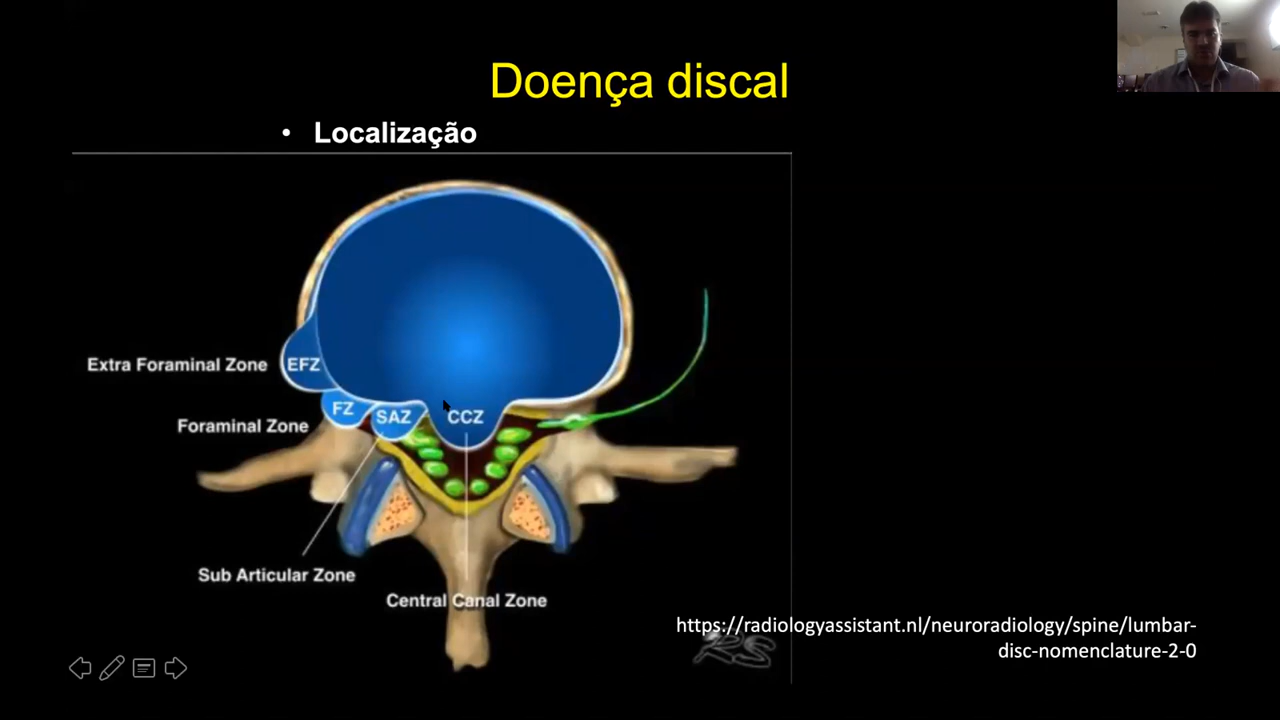 Doença discal
• Localização
Extra Foraminal Zone
EFZ
FZ
SAZ
CCZ
Foraminal Zone
Sub Articular Zone
Central Canal Zone
https://radiologyassistant.nl/neuroradiology/spine/lumbar-
disc-nomenclature-2-0
RS